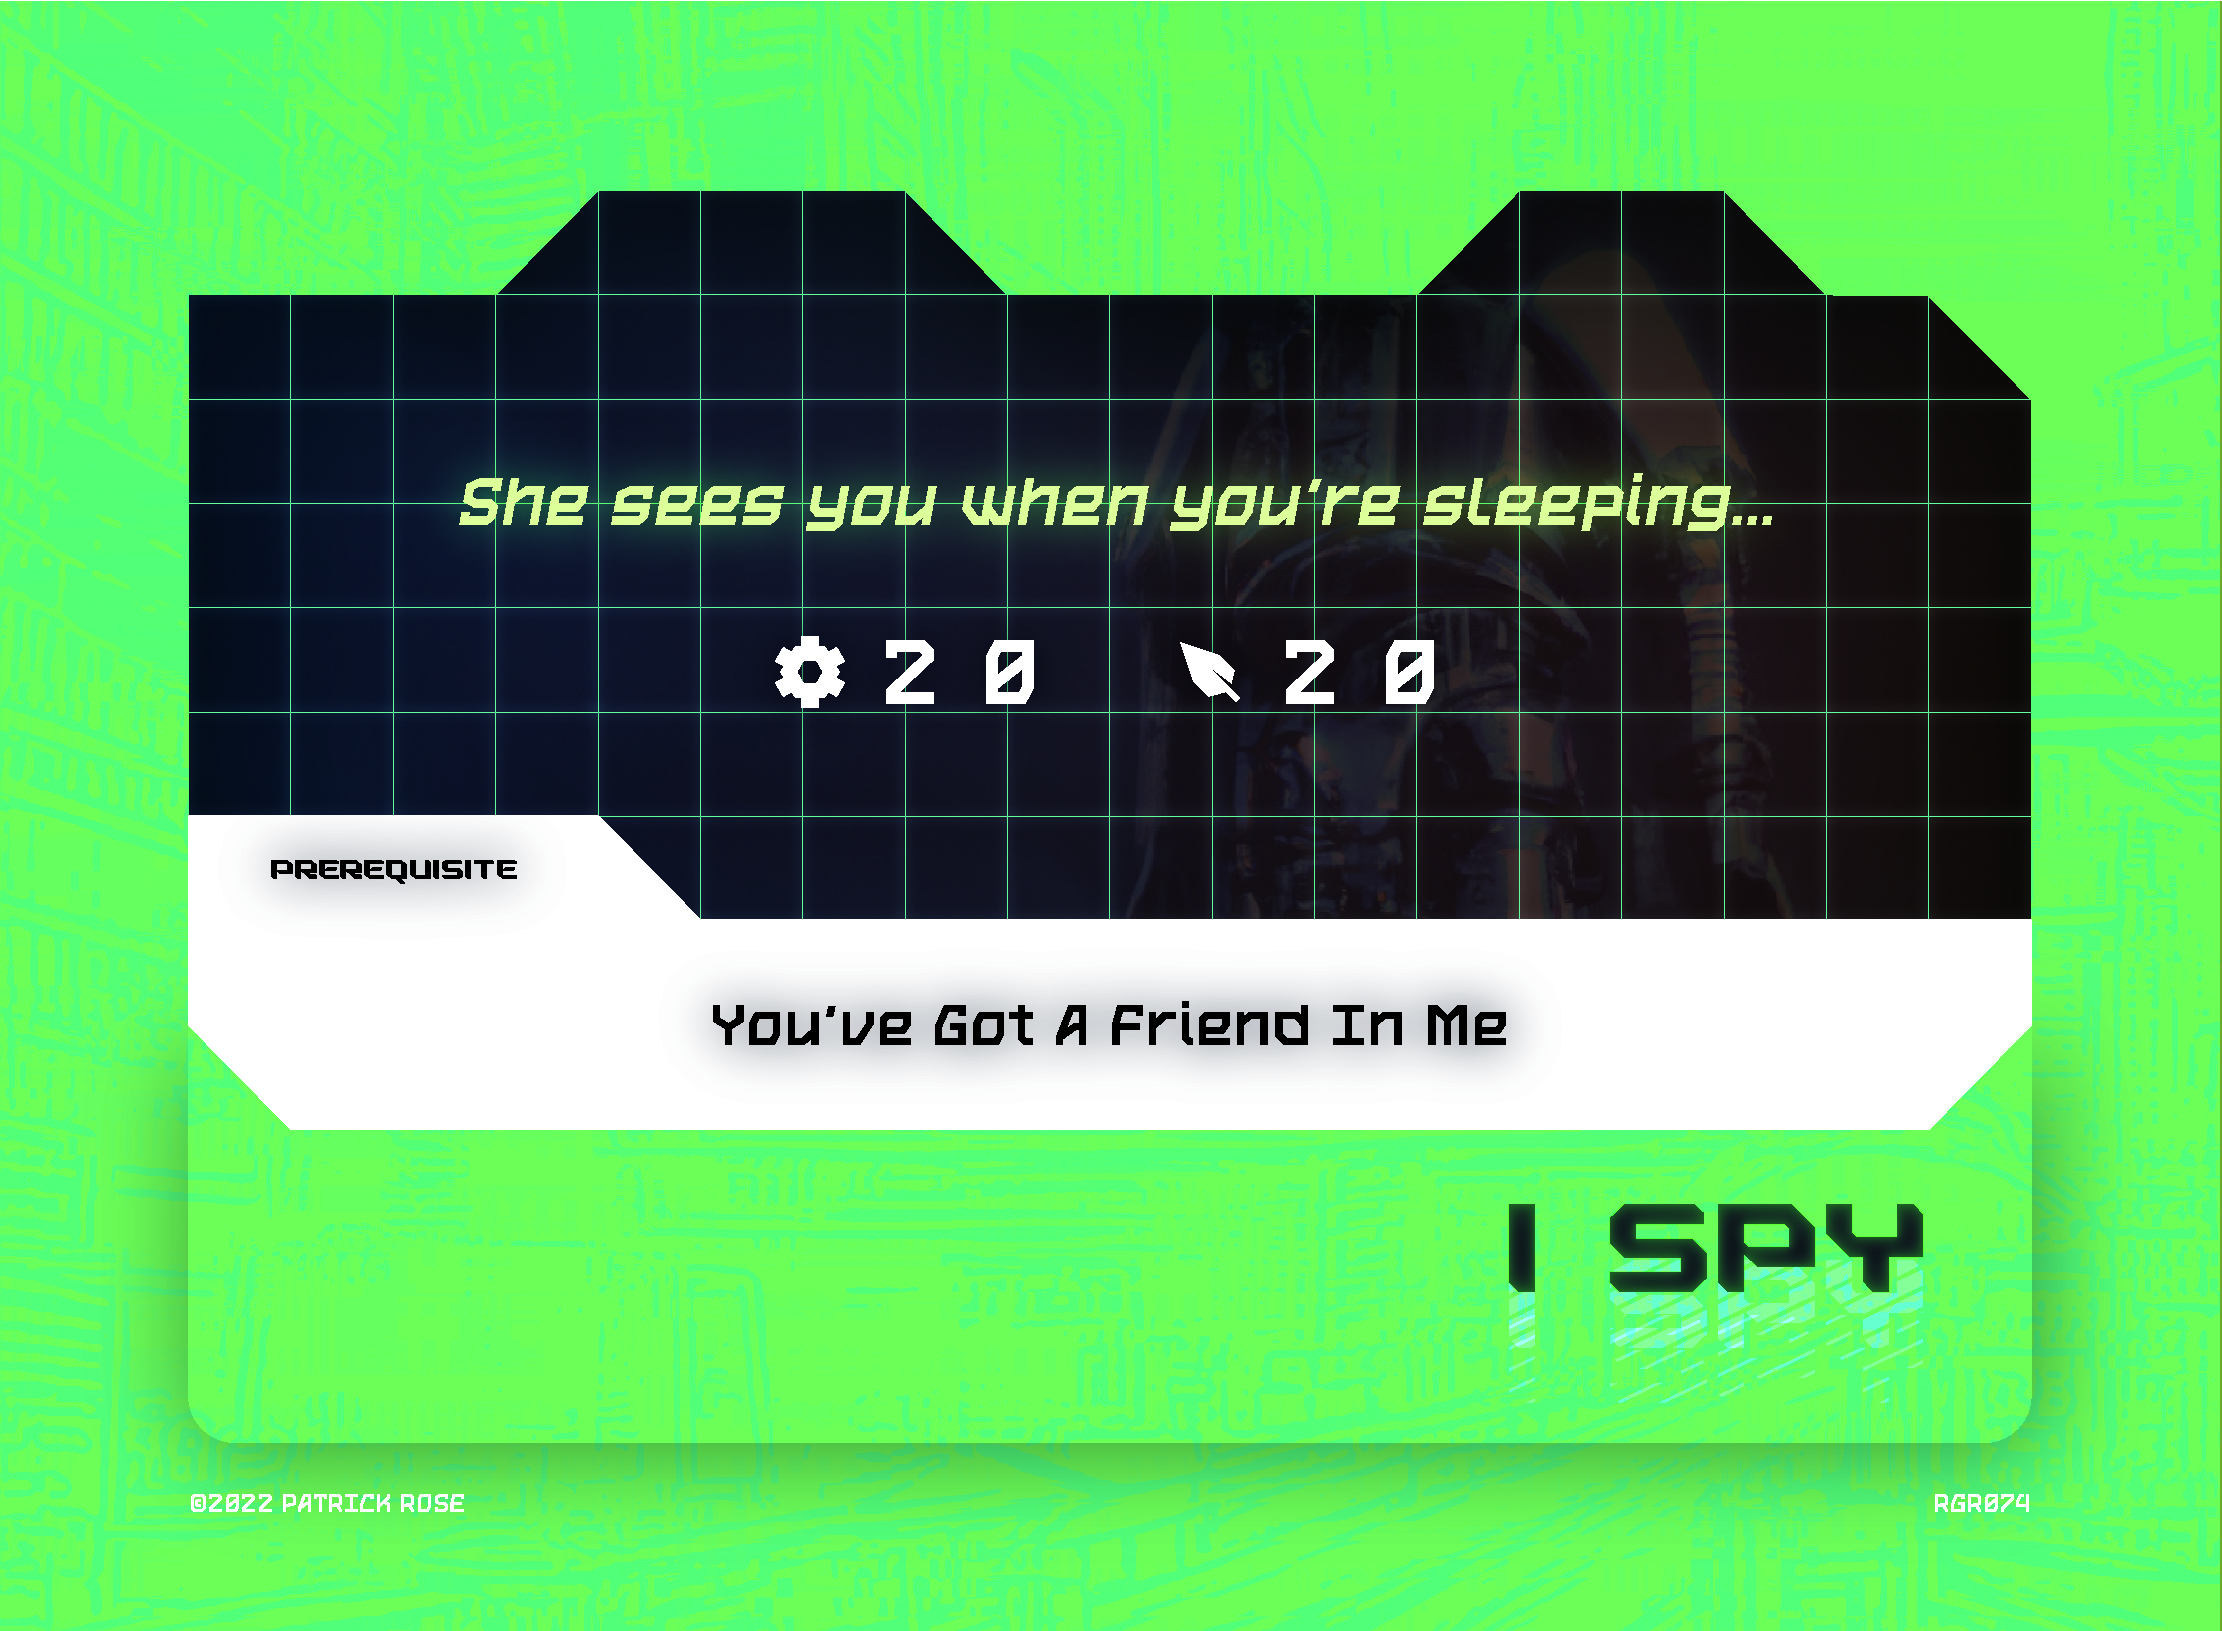 She sees you when you're sleeping...
20 20
PREREQUISITE
You've Got A Friend In Me
I SPY
©2022 PATRICK ROSE
RGR074